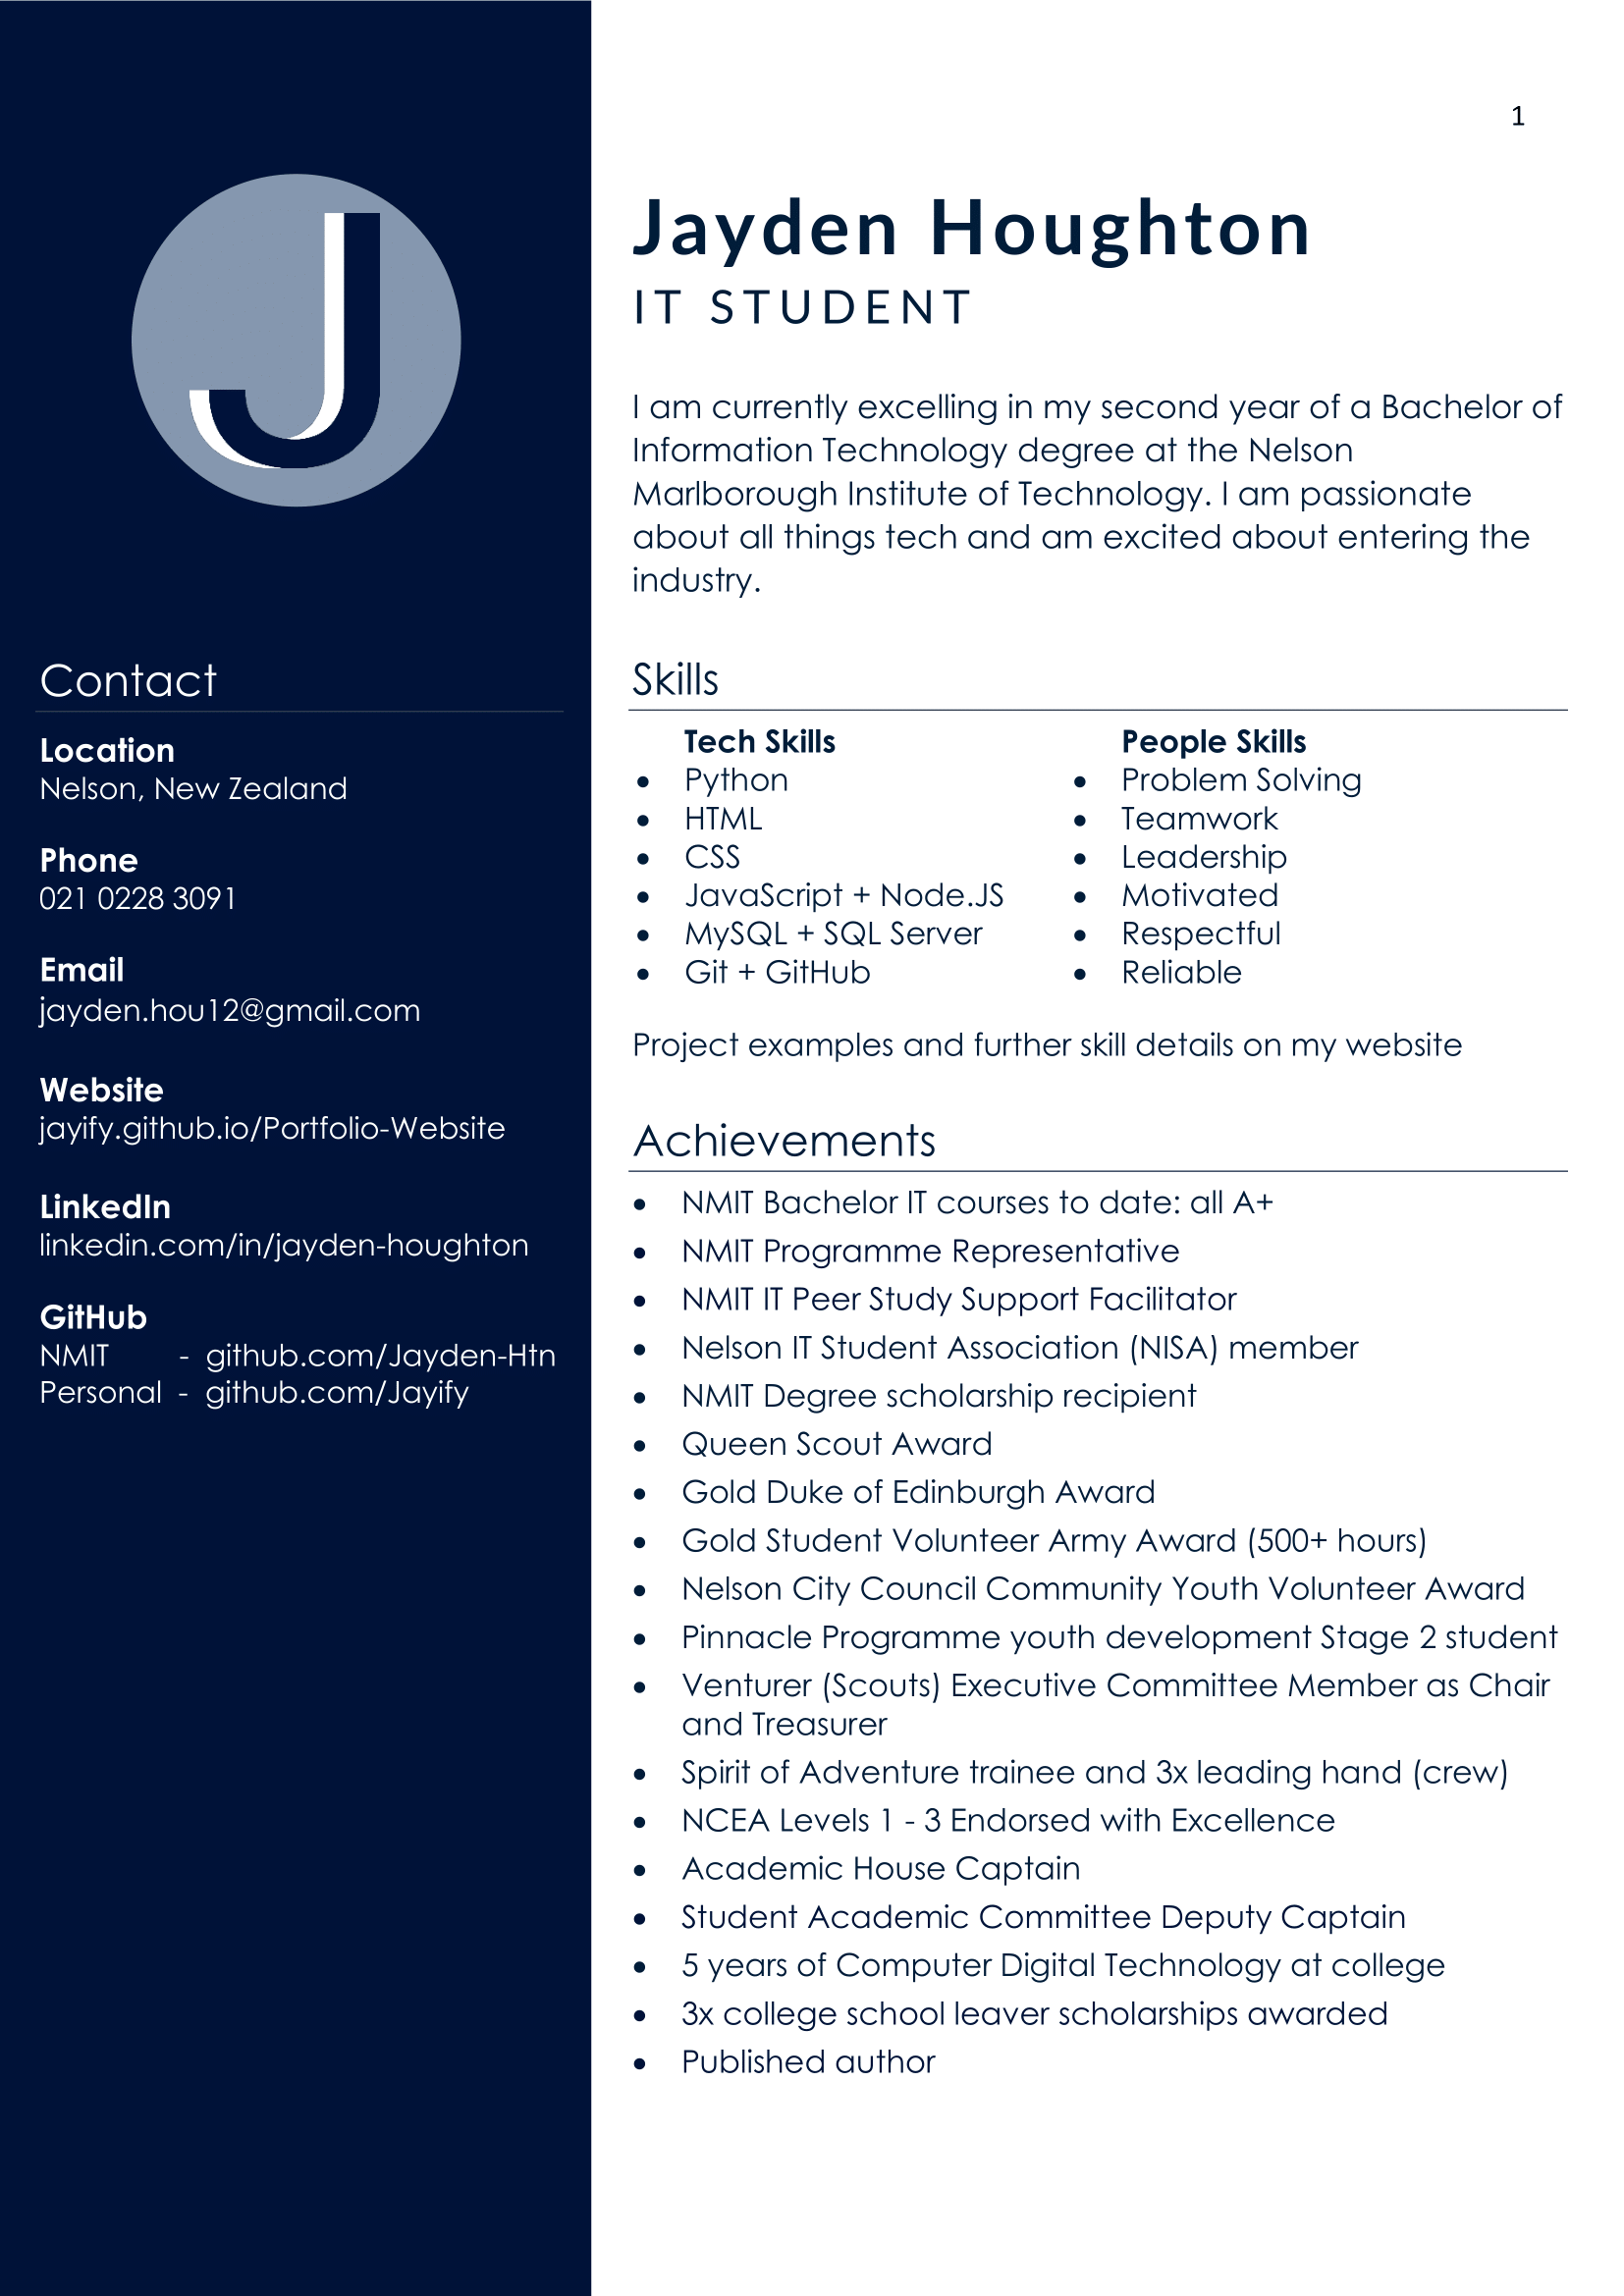 1
J
Jayden Houghton
IT STUDENT
I am currently excelling in my second year of a Bachelor of
Information Technology degree at the Nelson
Marlborough Institute of Technology. I am passionate
about all things tech and am excited about entering the
industry.
Contact
Location
Nelson, New Zealand
Phone
021 0228 3091
Email
jayden.hou12@gmail.com
Website
jayify.github.io/Portfolio-Website
LinkedIn
linkedin.com/in/jayden-houghton
GitHub
NMIT - github.com/Jayden-Htn
Personal - github.com/Jayify
Skills
Tech Skills
• Python
• HTML
• CSS
• JavaScript + Node.JS
• MySQL + SQL Server
• Git + GitHub
People Skills
• Problem Solving
• Teamwork
• Leadership
• Motivated
• Respectful
• Reliable
Project examples and further skill details on my website
Achievements
• NMIT Bachelor IT courses to date: all A+
• NMIT Programme Representative
• NMIT IT Peer Study Support Facilitator
• Nelson IT Student Association (NISA) member
• NMIT Degree scholarship recipient
• Queen Scout Award
• Gold Duke of Edinburgh Award
• Gold Student Volunteer Army Award (500+ hours)
• Nelson City Council Community Youth Volunteer Award
• Pinnacle Programme youth development Stage 2 student
• Venturer (Scouts) Executive Committee Member as Chair
and Treasurer
• Spirit of Adventure trainee and 3x leading hand (crew)
• NCEA Levels 1 - 3 Endorsed with Excellence
• Academic House Captain
• Student Academic Committee Deputy Captain
• 5 years of Computer Digital Technology at college
• 3x college school leaver scholarships awarded
• Published author